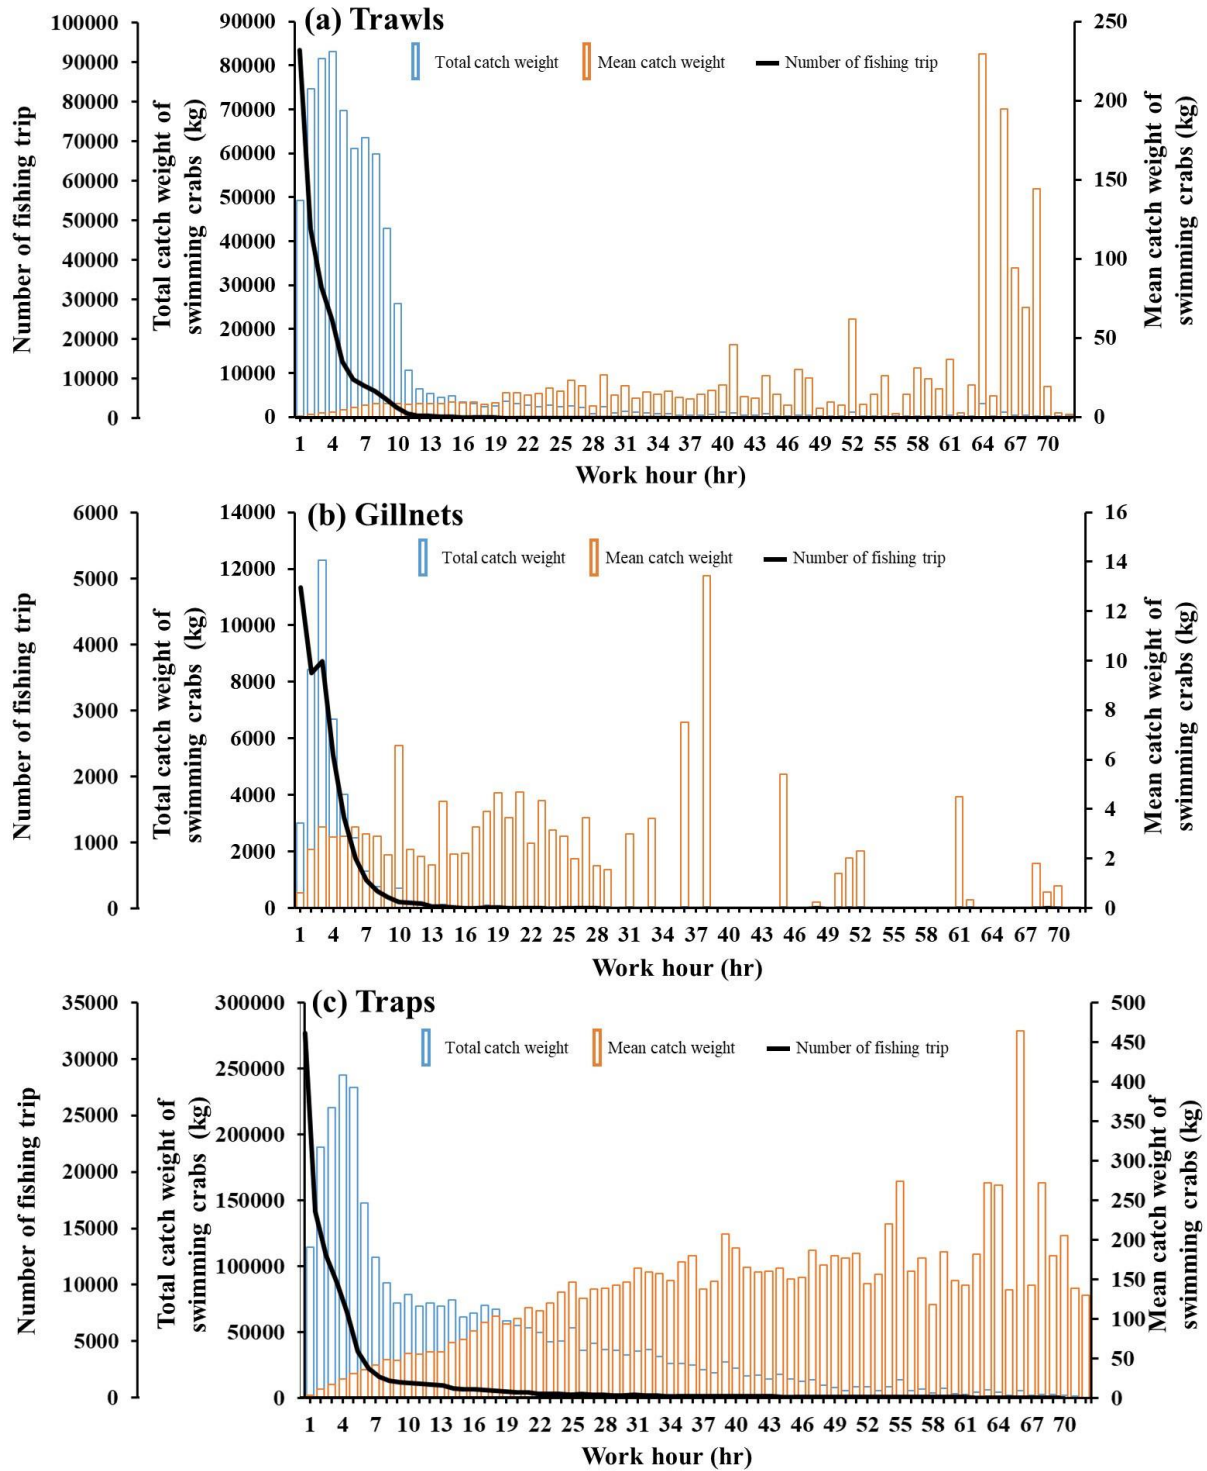 (a) Trawls
Total catch weight
Mean catch weight
Number of fishing trip
Number of fishing trip
100000
90000
80000
70000
60000
50000
40000
30000
20000
10000
0
Total catch weight of
swimming crabs (kg)
90000
80000
70000
60000
50000
40000
30000
20000
10000
0
250
200
150
100
50
0
Mean catch weight of
swimming crabs (kg)
1 4 7 10 13 16 19 22 25 28 31 34 37 40 43 46 49 52 55 58 61 64 67 70
Work hour (hr)
(b) Gillnets
Total catch weight
Mean catch weight
Number of fishing trip
Number of fishing trip
6000
5000
4000
3000
2000
1000
0
Total catch weight of
swimming crabs (kg)
14000
12000
10000
8000
6000
4000
2000
0
16
14
12
10
8
6
4
2
0
Mean catch weight of
swimming crabs (kg)
1 4 7 10 13 16 19 22 25 28 31 34 37 40 43 46 49 52 55 58 61 64 67 70
Work hour (hr)
(c) Traps
Total catch weight
Mean catch weight
Number of fishing trip
Number of fishing trip
35000
30000
25000
20000
15000
10000
5000
0
Total catch weight of
swimming crabs (kg)
300000
250000
200000
150000
100000
50000
0
500
450
400
350
300
250
200
150
100
50
0
Mean catch weight of
swimming crabs (kg)
1 4 7 10 13 16 19 22 25 28 31 34 37 40 43 46 49 52 55 58 61 64 67 70
Work hour (hr)